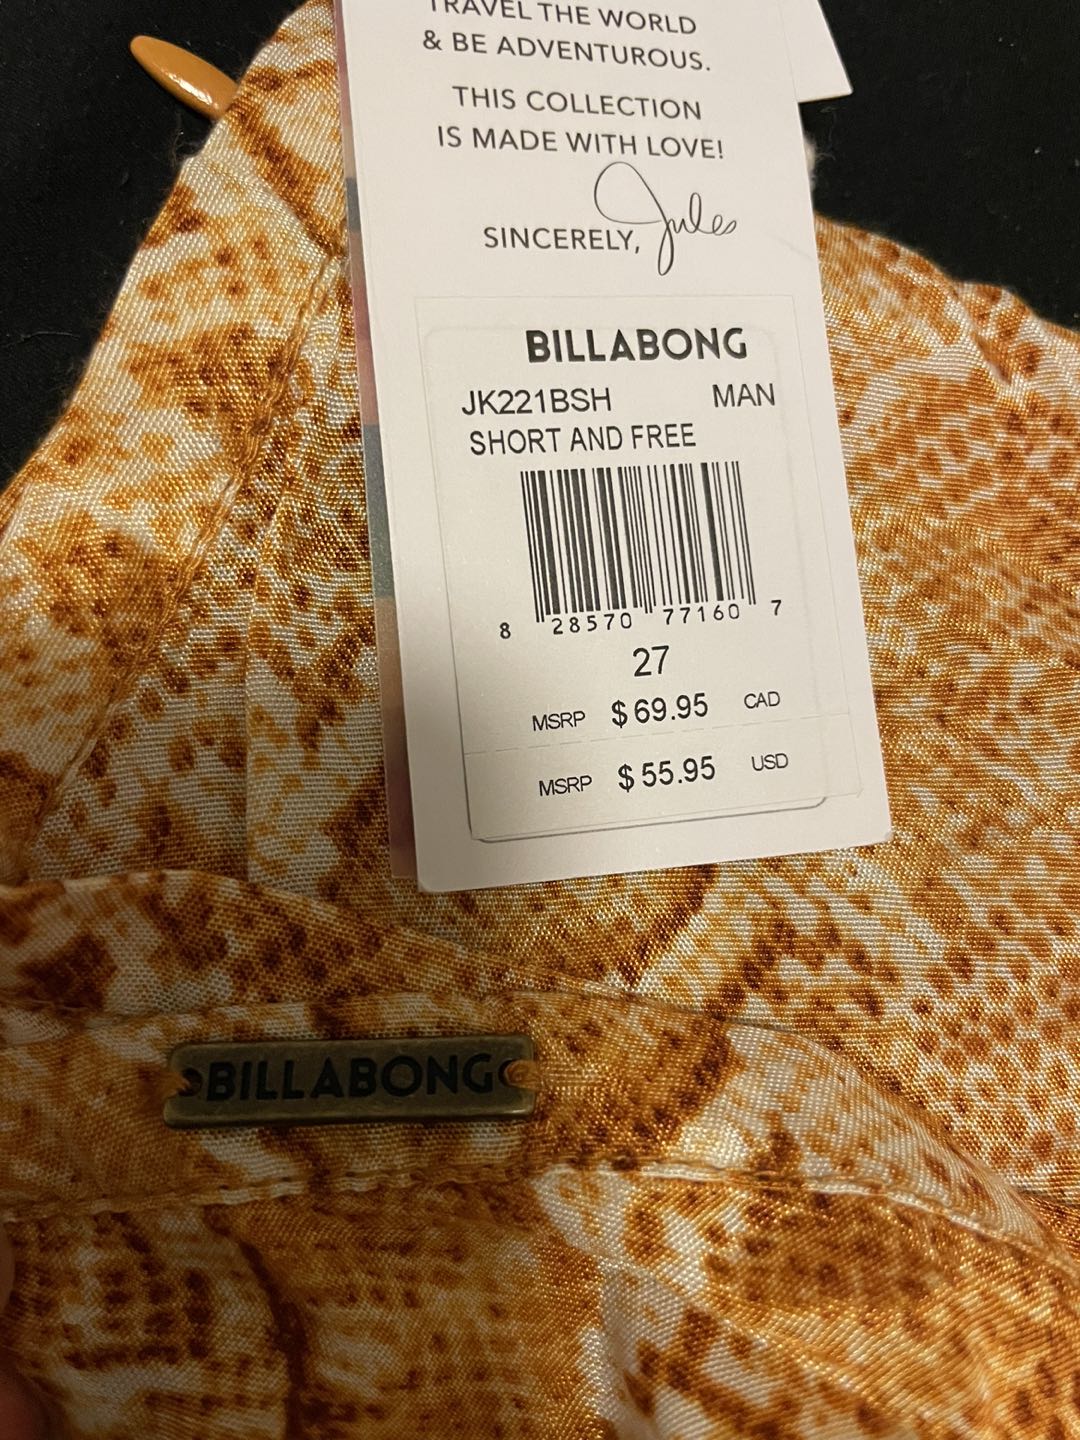 TRAVEL THE WORLD
& BE ADVENTUROUS.
THIS COLLECTION
IS MADE WITH LOVE!
SINCERELY, Jules
BILLABONG
JK221BSH MAN
SHORT AND FREE
8 28570 77160 7
27
MSRP $69.95 CAD
MSRP $55.95 USD
BILLABONG